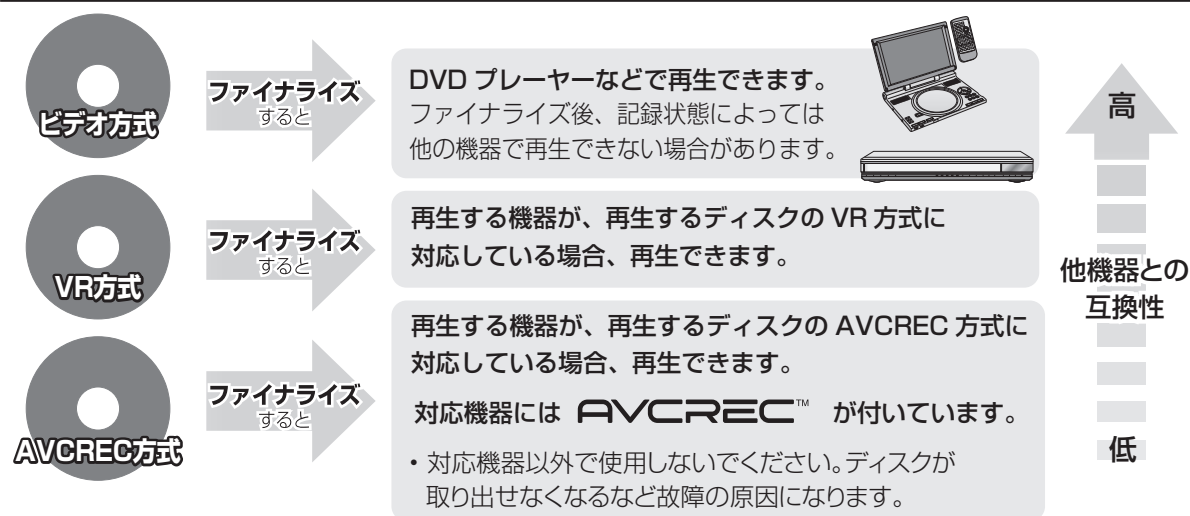 ビデオ方式
ファイナライズ
すると
DVD プレーヤーなどで再生できます。
ファイナライズ後、記録状態によっては
他の機器で再生できない場合があります。
VR方式
ファイナライズ
すると
再生する機器が、再生するディスクの VR 方式に
対応している場合、再生できます。
AVCREC方式
ファイナライズ
すると
再生する機器が、再生するディスクの AVCREC 方式に
対応している場合、再生できます。
対応機器には AVCREC™ が付いています。
・対応機器以外で使用しないでください。ディスクが
取り出せなくなるなど故障の原因になります。
高
他機器との
互換性
低